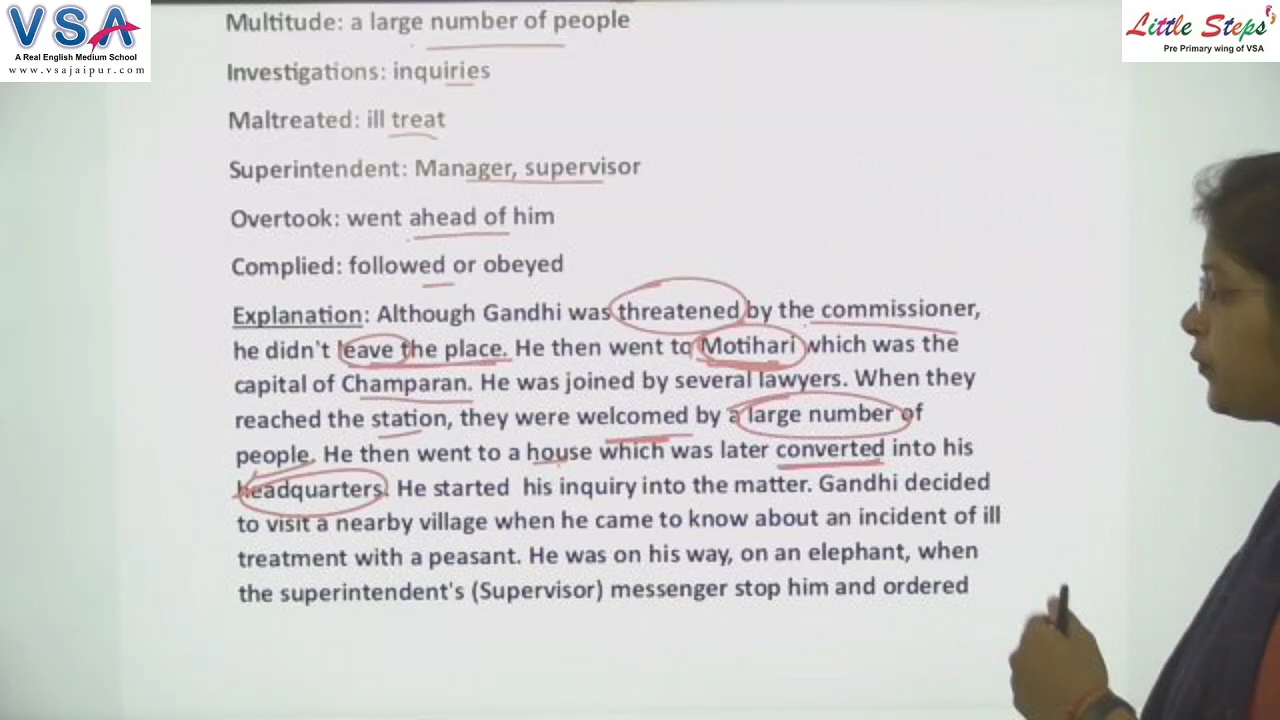 VSA
A Real English Medium School
www.vsajaipur.com
Little Steps
Pre Primary wing of VSA
Multitude: a large number of people
Investigations: inquiries
Maltreated: ill treat
Superintendent: Manager, supervisor
Overtook: went ahead of him
Complied: followed or obeyed
Explanation: Although Gandhi was threatened by the commissioner,
he didn't leave the place. He then went to Motihari which was the
capital of Champaran. He was joined by several lawyers. When they
reached the station, they were welcomed by a large number of
people. He then went to a house which was later converted into his
headquarters. He started his inquiry into the matter. Gandhi decided
to visit a nearby village when he came to know about an incident of ill
treatment with a peasant. He was on his way, on an elephant, when
the superintendent's (Supervisor) messenger stop him and ordered